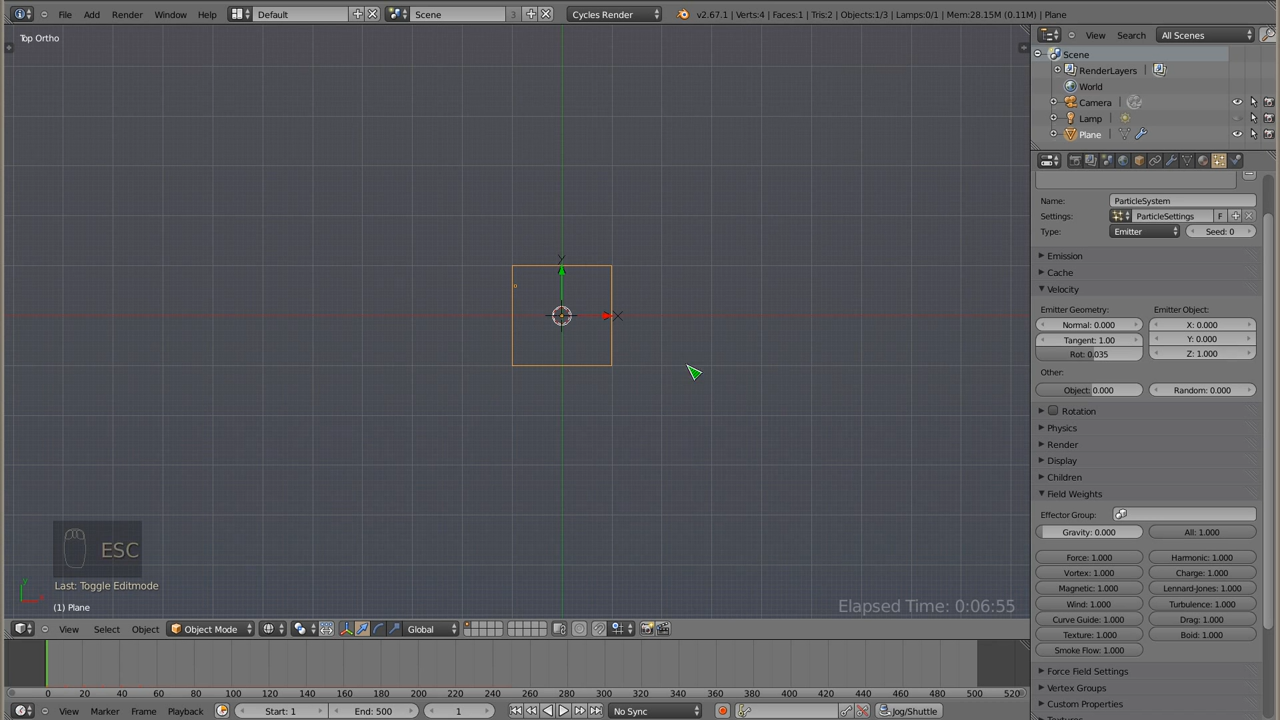 File Add Render Window Help Default Scene 3 Cycles Render v2.67.1 | Verts:4 | Faces:1 | Tris:2 | Objects:1/3 | Lamps:0/1 | Mem:28.15M (0.11M) | Plane
Top Ortho
View Search All Scenes
Scene
RenderLayers
World
Camera
Lamp
Plane
Name: ParticleSystem
Settings: ParticleSettings F
Type: Emitter Seed: 0
Emission
Cache
Velocity
Emitter Geometry: Emitter Object:
Normal: 0.000 X: 0.000
Tangent: 1.00 Y: 0.000
Rot: 0.035 Z: 1.000
Other:
Object: 0.000 Random: 0.000
Rotation
Physics
Render
Display
Children
Field Weights
Effector Group:
Gravity: 0.000 All: 1.000
Force: 1.000 Harmonic: 1.000
Vortex: 1.000 Charge: 1.000
Magnetic: 1.000 Lennard-Jones: 1.000
Wind: 1.000 Turbulence: 1.000
Curve Guide: 1.000 Drag: 1.000
Texture: 1.000 Boid: 1.000
Smoke Flow: 1.000
Force Field Settings
Vertex Groups
Custom Properties
Y
X
ESC
Last: Toggle Editmode
(1) Plane
Elapsed Time: 0:06:55
y
x
View Select Object Object Mode Global
0 20 40 60 80 100 120 140 160 180 200 220 240 260 280 300 320 340 360 380 400 420 440 460 480 500 520
View Marker Frame Playback Start: 1 End: 500 1 No Sync Jog/Shuttle